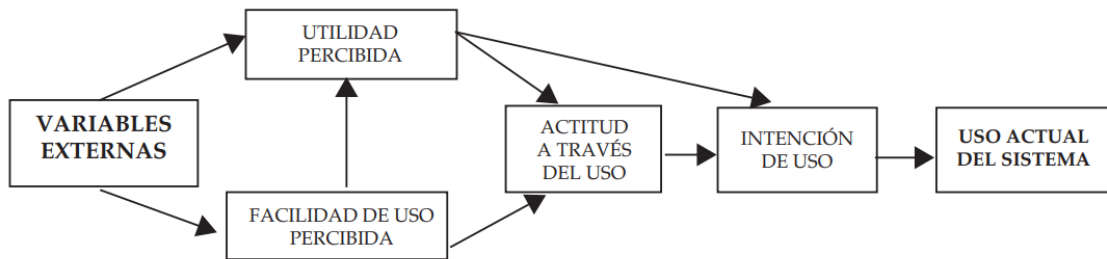 UTILIDAD
PERCIBIDA
VARIABLES
EXTERNAS
FACILIDAD DE USO
PERCIBIDA
ACTITUD
A TRAVÉS
DEL USO
INTENCIÓN
DE USO
USO ACTUAL
DEL SISTEMA